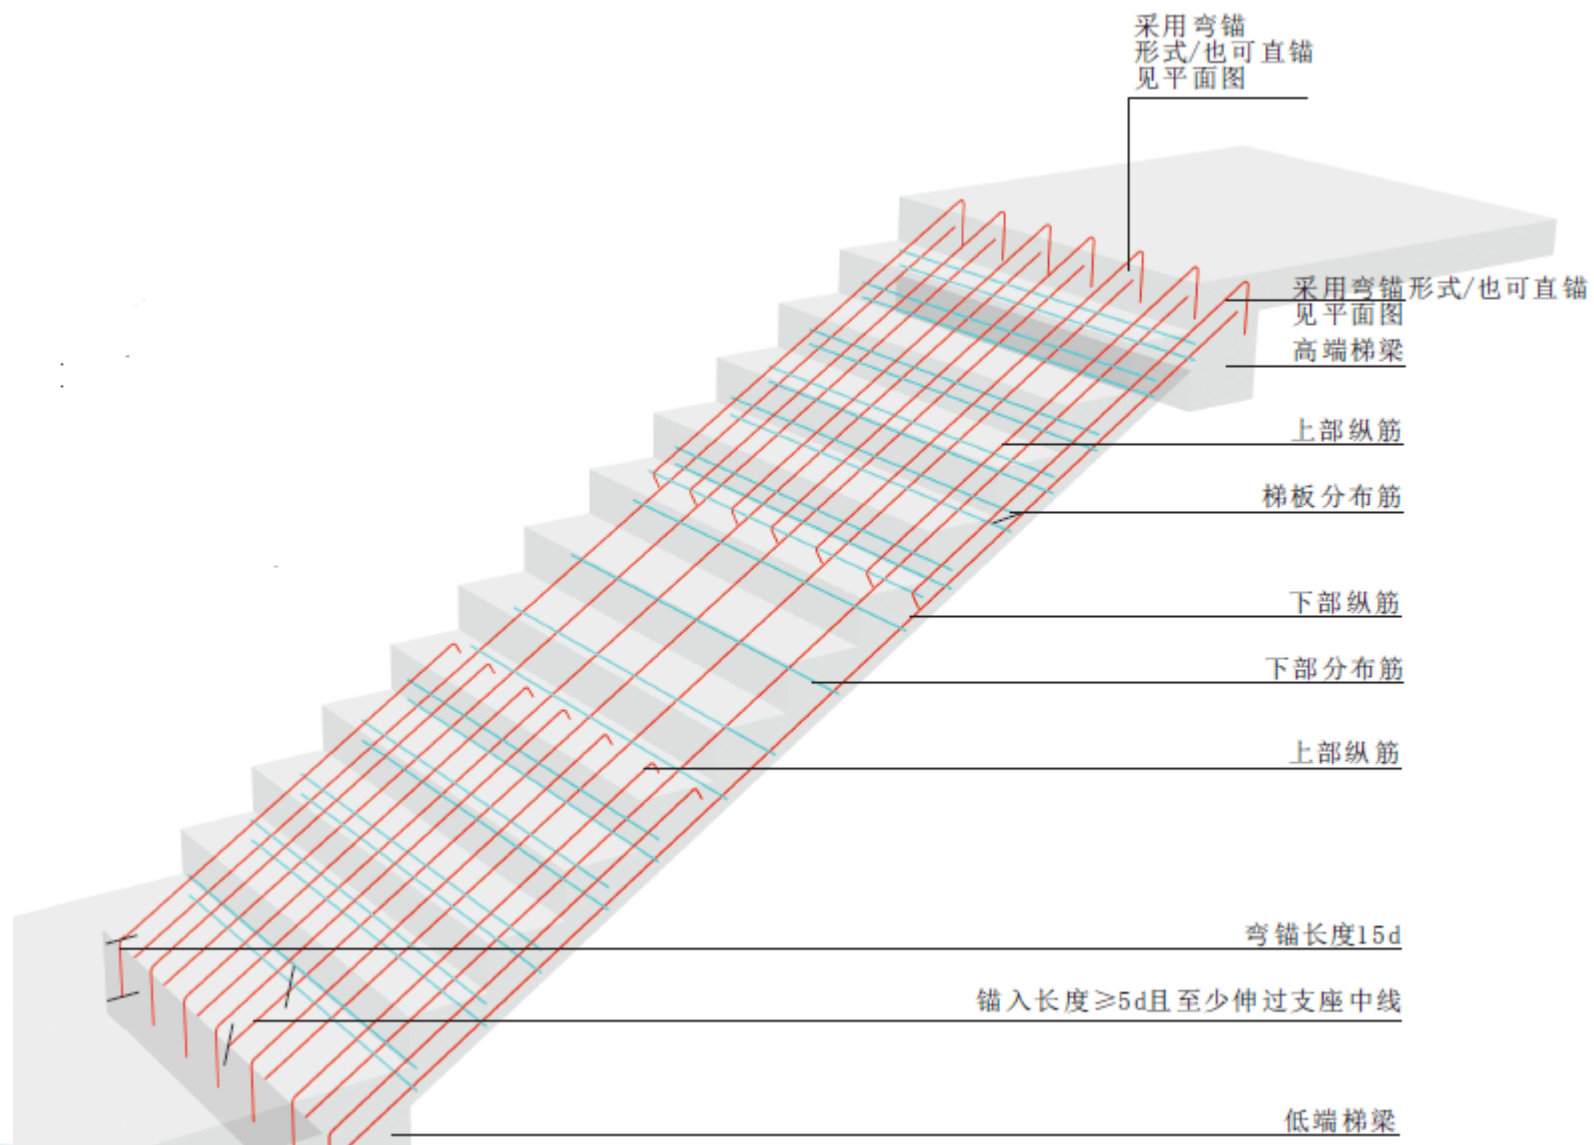 采用弯锚
形式/也可直锚
见平面图
采用弯锚形式/也可直锚
见平面图
高端梯梁
上部纵筋
梯板分布筋
下部纵筋
下部分布筋
上部纵筋
弯锚长度15d
锚入长度≥5d且至少伸过支座中线
低端梯梁